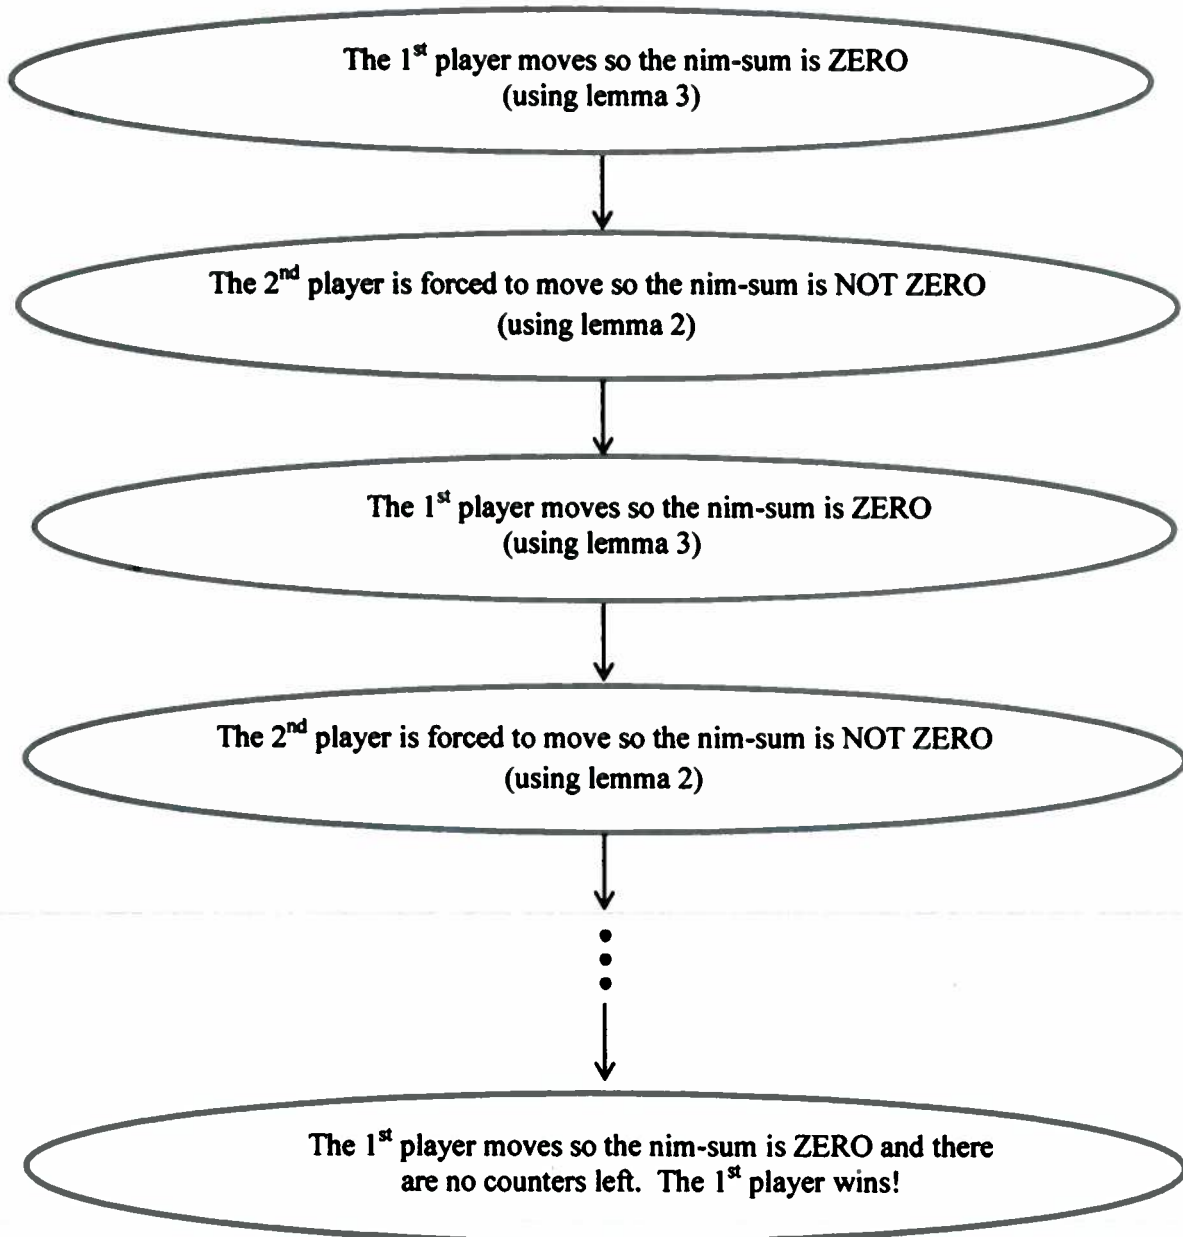 The 1st player moves so the nim-sum is ZERO
(using lemma 3)
The 2nd player is forced to move so the nim-sum is NOT ZERO
(using lemma 2)
The 1st player moves so the nim-sum is ZERO
(using lemma 3)
The 2nd player is forced to move so the nim-sum is NOT ZERO
(using lemma 2)
The 1st player moves so the nim-sum is ZERO and there
are no counters left. The 1st player wins!